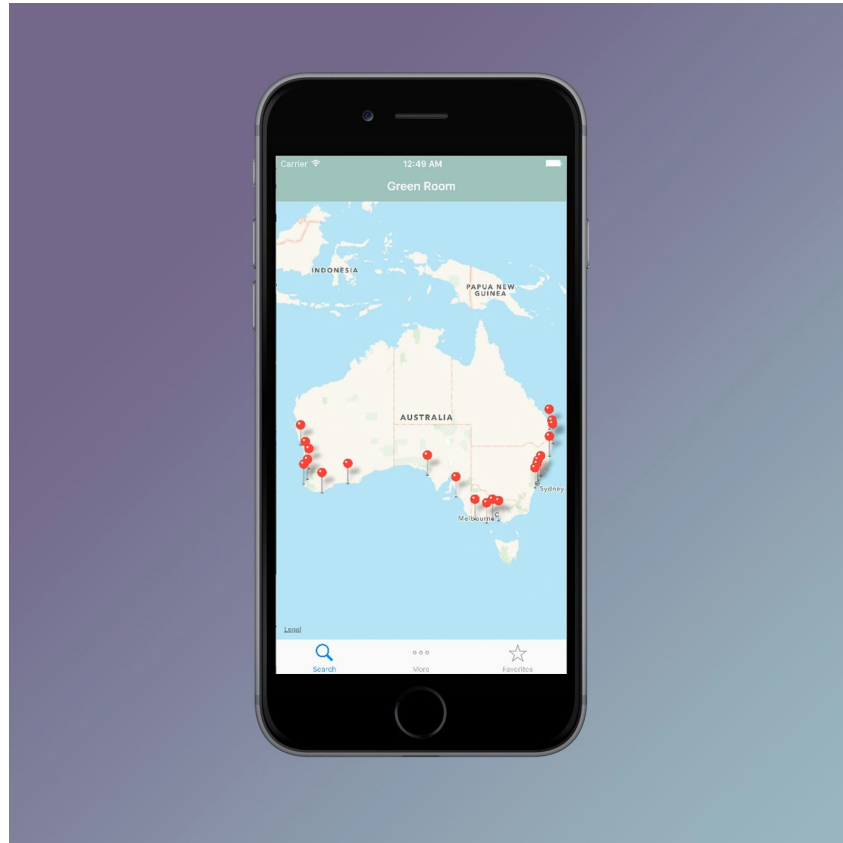 Carrier 12:49 AM
Green Room
INDONESIA
PAPUA NEW
GUINEA
AUSTRALIA
Sydney
Melbourne
Legal
Search More Favorites